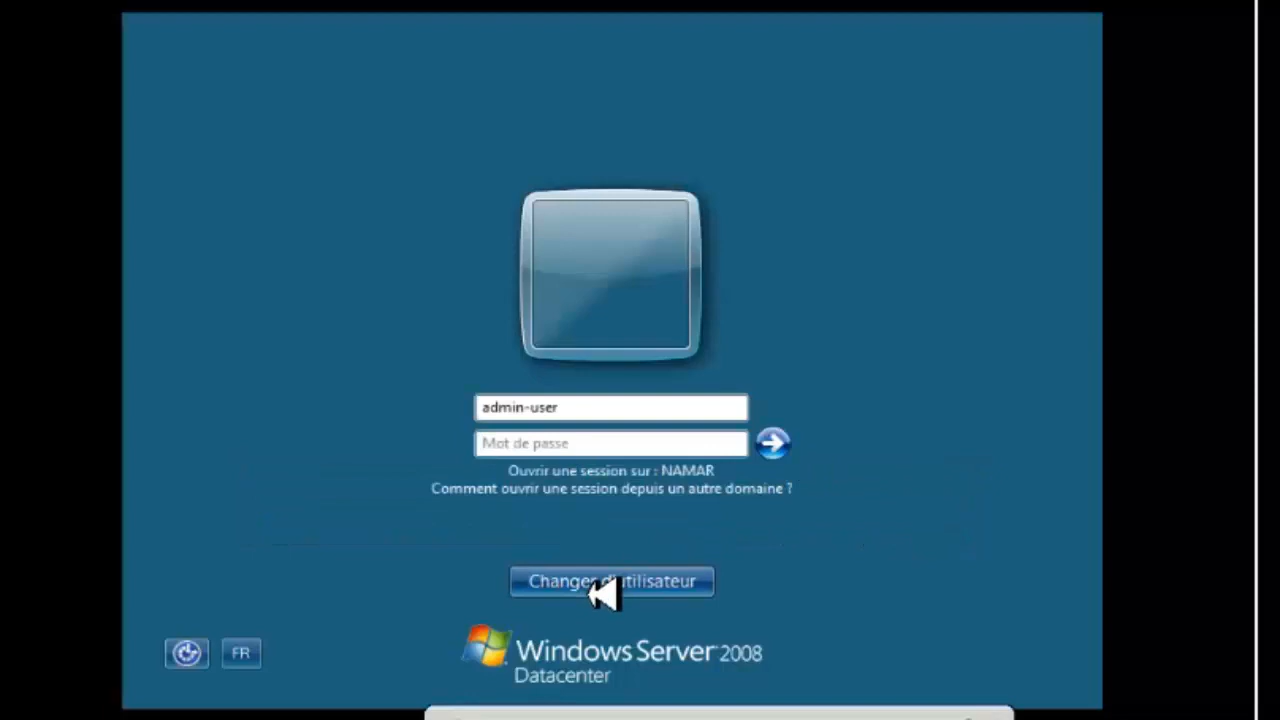 admin-user
Mot de passe
Ouvrir une session sur : NAMAR
Comment ouvrir une session depuis un autre domaine ?
Changer d'utilisateur
FR
Windows Server 2008
Datacenter